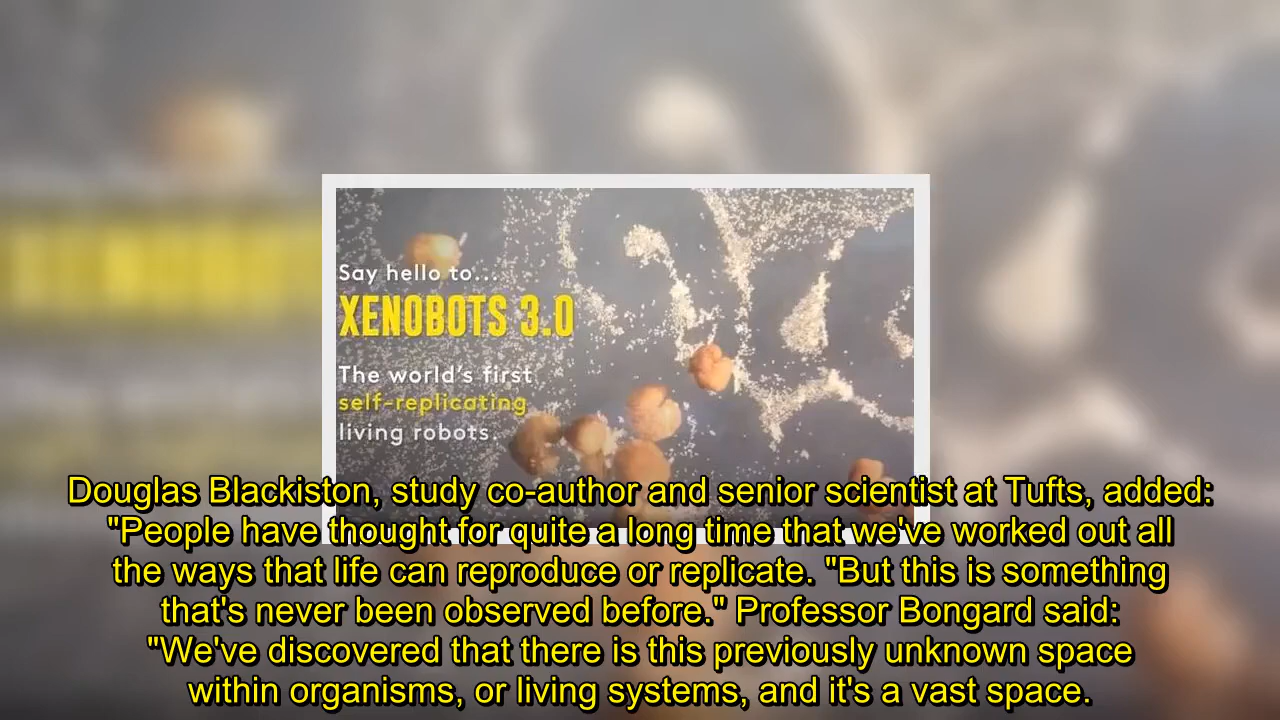 Say hello to...
XENOBOTS 3.0
The world's first
self-replicating
living robots.
Douglas Blackiston, study co-author and senior scientist at Tufts, added:
"People have thought for quite a long time that we've worked out all
the ways that life can reproduce or replicate. "But this is something
that's never been observed before." Professor Bongard said:
"We've discovered that there is this previously unknown space
within organisms, or living systems, and it's a vast space.